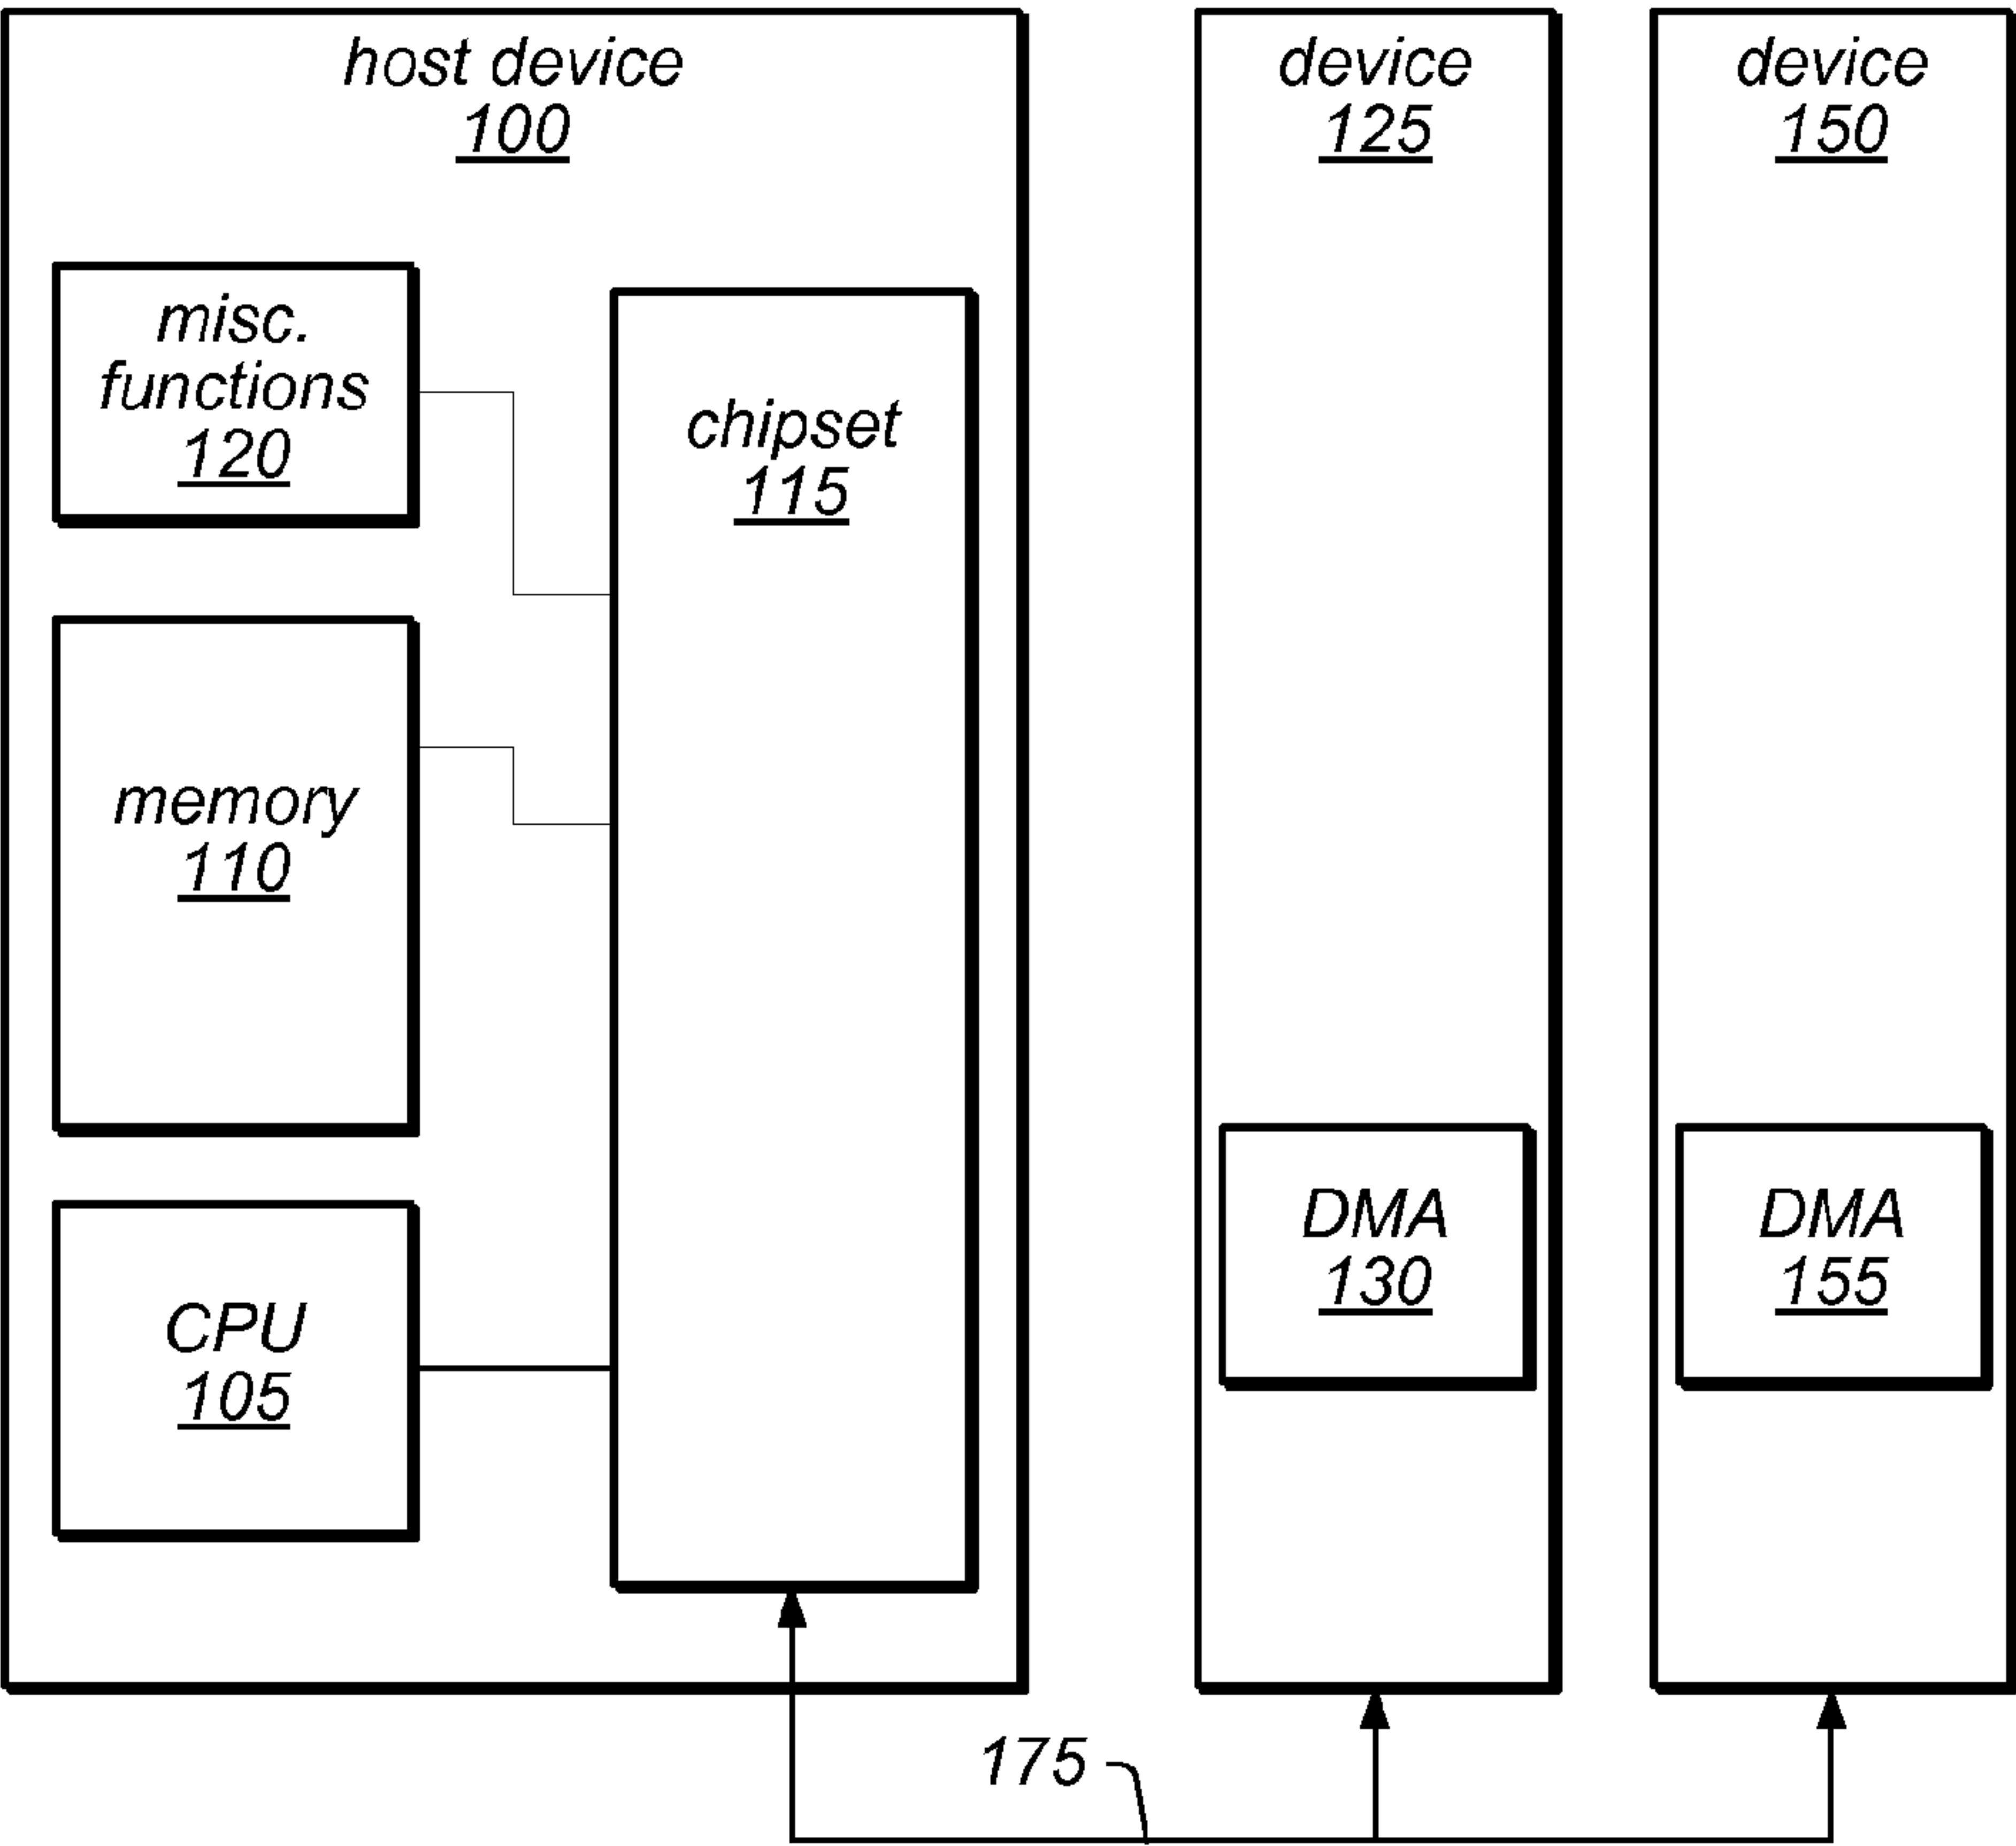 host device
100
misc.
functions
120
memory
110
CPU
105
chipset
115
device
125
DMA
130
device
150
DMA
155
175